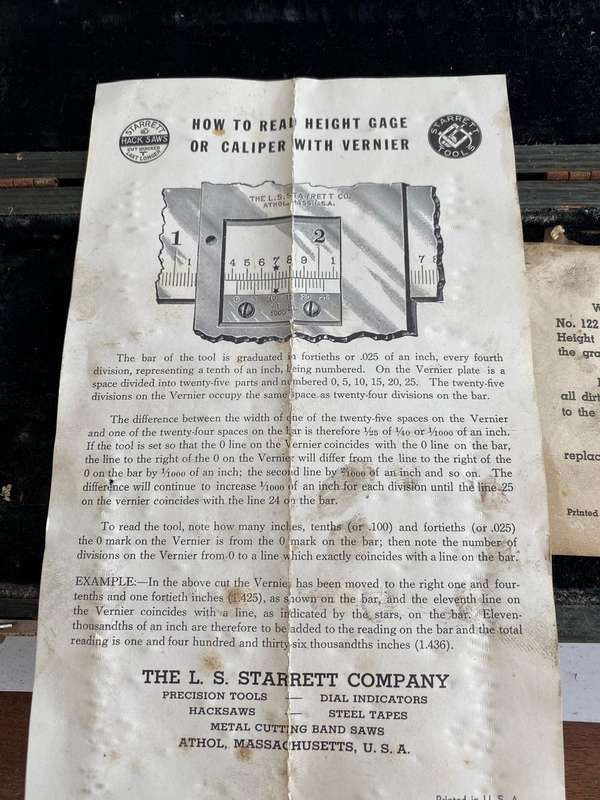 STARRETT
HACK SAWS
CUT QUICKER
LAST LONGER
HOW TO READ HEIGHT GAGE
OR CALIPER WITH VERNIER
STARRETT
TOOLS
THE L. S. STARRETT CO.
ATHOL, MASS. U.S.A.
1 2
4 5 6 7 8 9 1
7 8
1000
The bar of the tool is graduated in fortieths or .025 of an inch, every fourth
division, representing a tenth of an inch, being numbered. On the Vernier plate is a
space divided into twenty-five parts and numbered 0, 5, 10, 15, 20, 25. The twenty-five
divisions on the Vernier occupy the same space as twenty-four divisions on the bar.
The difference between the width of one of the twenty-five spaces on the Vernier
and one of the twenty-four spaces on the bar is therefore 1/25 of 1/40 or 1/1000 of an inch.
If the tool is set so that the 0 line on the Vernier coincides with the 0 line on the bar,
the line to the right of the 0 on the Vernier will differ from the line to the right of the
0 on the bar by 1/1000 of an inch; the second line by 2/1000 of an inch and so on. The
difference will continue to increase 1/1000 of an inch for each division until the line 25
on the vernier coincides with the line 24 on the bar.
To read the tool, note how many inches, tenths (or .100) and fortieths (or .025)
the 0 mark on the Vernier is from the 0 mark on the bar; then note the number of
divisions on the Vernier from 0 to a line which exactly coincides with a line on the bar.
EXAMPLE:—In the above cut the Vernier has been moved to the right one and four-
tenths and one fortieth inches (1.425), as shown on the bar, and the eleventh line on
the Vernier coincides with a line, as indicated by the stars, on the bar. Eleven-
thousandths of an inch are therefore to be added to the reading on the bar and the total
reading is one and four hundred and thirty-six thousandths inches (1.436).
THE L. S. STARRETT COMPANY
PRECISION TOOLS — DIAL INDICATORS
HACKSAWS — STEEL TAPES
METAL CUTTING BAND SAWS
ATHOL, MASSACHUSETTS, U. S. A.
Printed in U. S. A.
No. 122
Height
the gra
all dirt
to the
replac
Printed